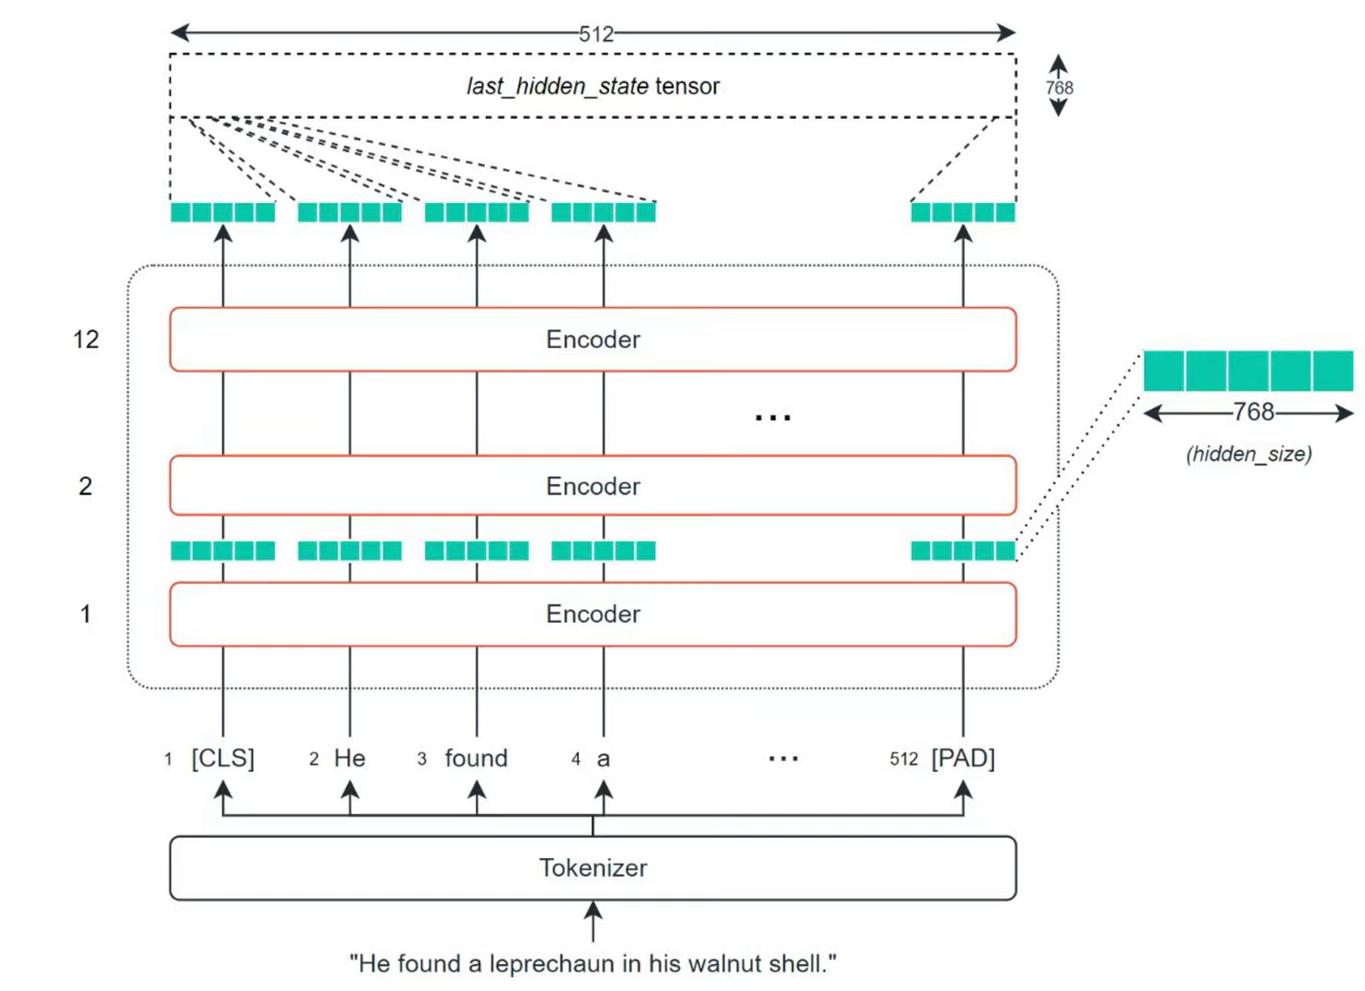 512
last_hidden_state tensor
768
12 Encoder
...
768
(hidden_size)
2 Encoder
1 Encoder
1 [CLS] 2 He 3 found 4 a ... 512 [PAD]
Tokenizer
"He found a leprechaun in his walnut shell."